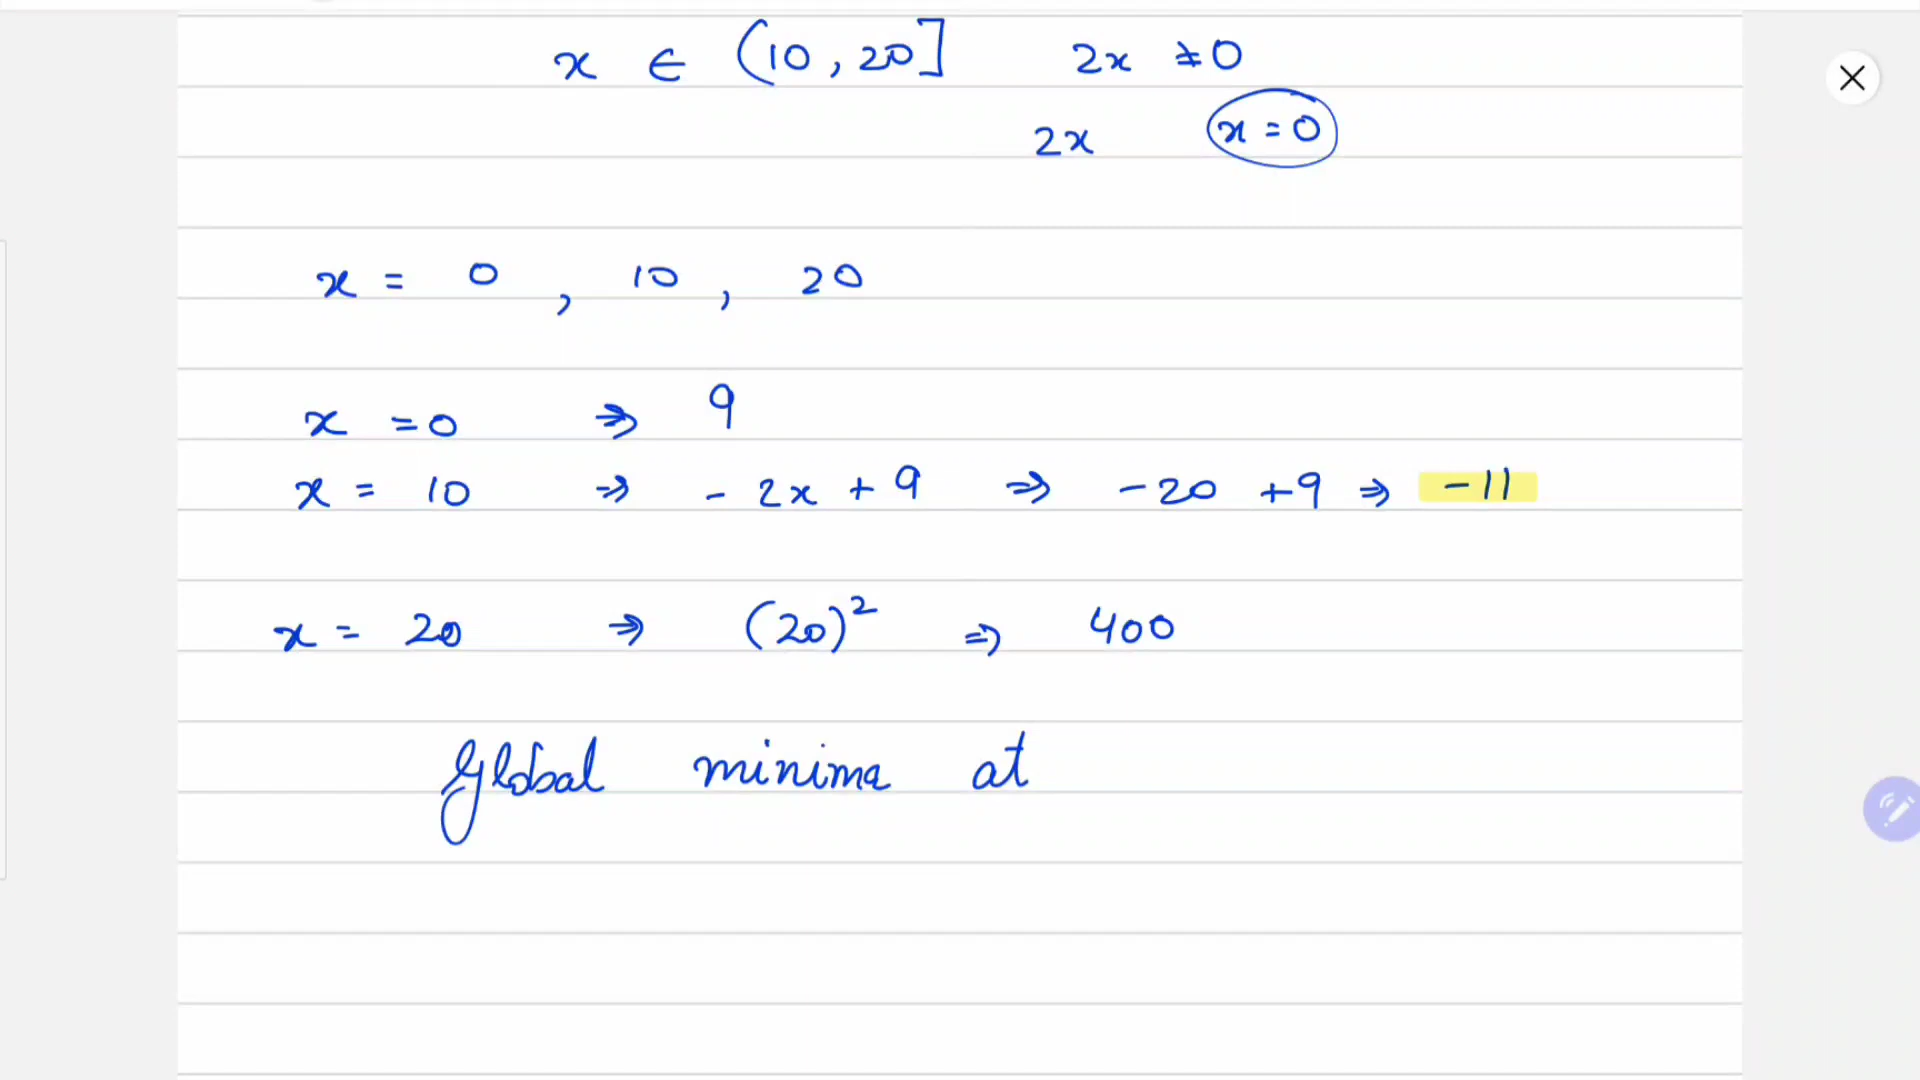 x ∈ (10, 20] 2x ≠ 0
2x x = 0
x = 0 , 10 , 20
x = 0 ⇒ 9
x = 10 ⇒ - 2x + 9 ⇒ -20 + 9 ⇒ -11
x = 20 ⇒ (20)² ⇒ 400
Global minima at